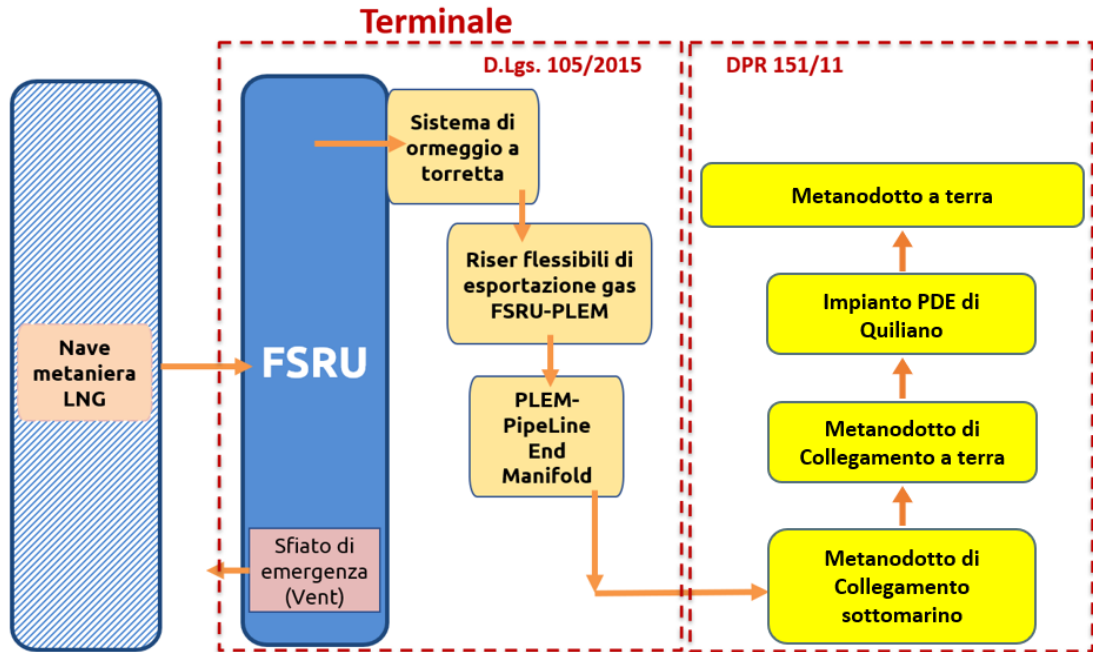 Terminale
D.Lgs. 105/2015
DPR 151/11
Sistema di
ormeggio a
torretta
Riser flessibili di
esportazione gas
FSRU-PLEM
PLEM-
PipeLine
End
Manifold
Nave
metaniera
LNG
FSRU
Sfiato di
emergenza
(Vent)
Metanodotto a terra
Impianto PDE di
Quiliano
Metanodotto di
Collegamento a terra
Metanodotto di
Collegamento
sottomarino